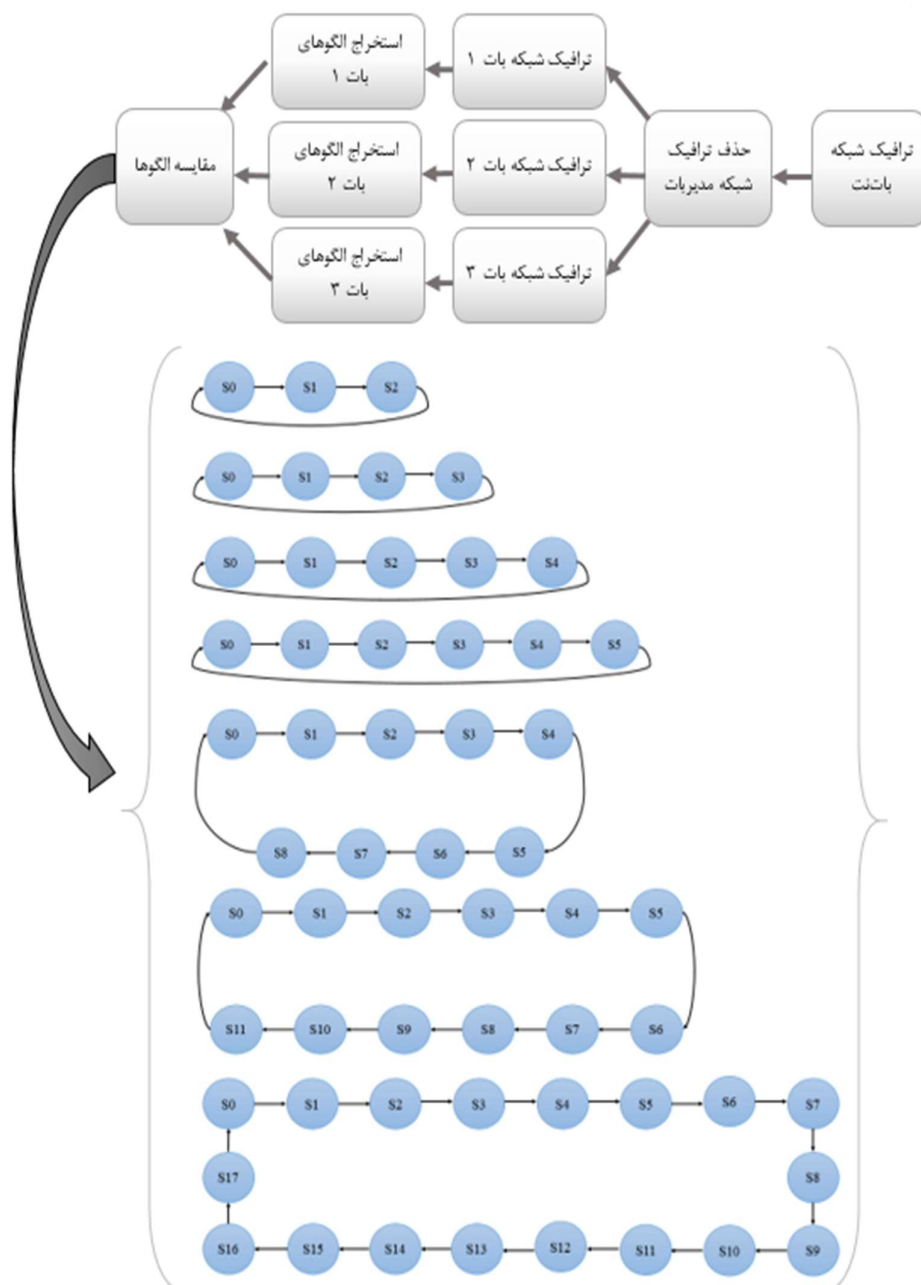 ترافیک شبکه
بات‌نت
حذف ترافیک
شبکه مدیربات
ترافیک شبکه بات ۱
ترافیک شبکه بات ۲
ترافیک شبکه بات ۳
استخراج الگوهای
بات ۱
استخراج الگوهای
بات ۲
استخراج الگوهای
بات ۳
مقایسه الگوها
S0 S1 S2
S0 S1 S2 S3
S0 S1 S2 S3 S4
S0 S1 S2 S3 S4 S5
S0 S1 S2 S3 S4
S8 S7 S6 S5
S0 S1 S2 S3 S4 S5
S11 S10 S9 S8 S7 S6
S0 S1 S2 S3 S4 S5 S6 S7
S17 S8
S16 S15 S14 S13 S12 S11 S10 S9